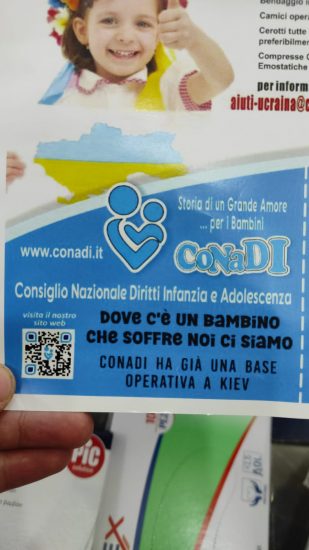 Bendaggio
Camici opera
Cerotti tutte
preferibilmen
Compresse G
Emostatiche
per inform
aiuti-ucraina@c
Storia di un Grande Amore
... per i Bambini
www.conadi.it
CoNaDI
Consiglio Nazionale Diritti Infanzia e Adolescenza
visita il nostro
sito web
DOVE C'È UN BAMBINO
CHE SOFFRE NOI CI SIAMO
CONADI HA GIÀ UNA BASE
OPERATIVA A KIEV
PiC
solution